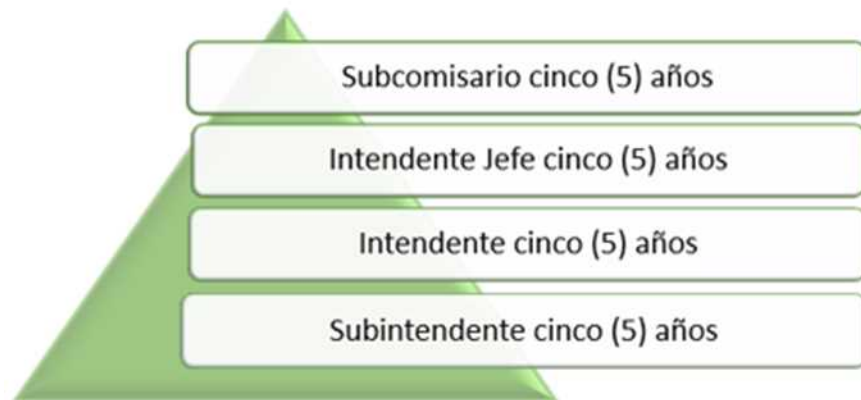 Subcomisario cinco (5) años
Intendente Jefe cinco (5) años
Intendente cinco (5) años
Subintendente cinco (5) años